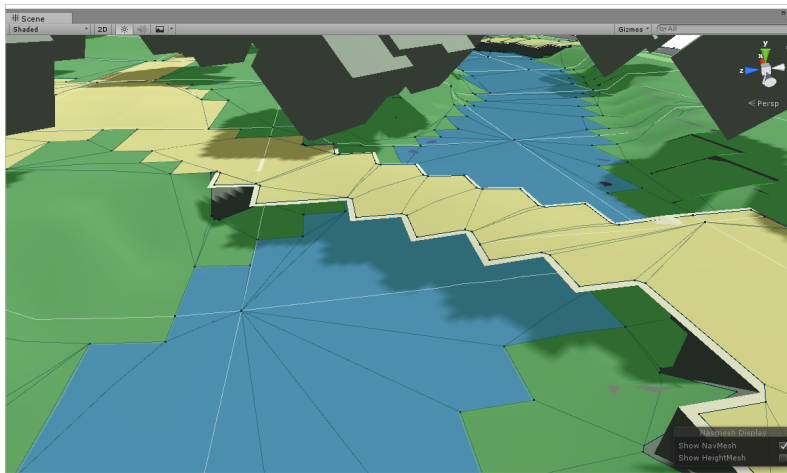 Scene
Shaded
2D
Gizmos
All
y
x
z
Persp
Navmesh Display
Show NavMesh
Show HeightMesh